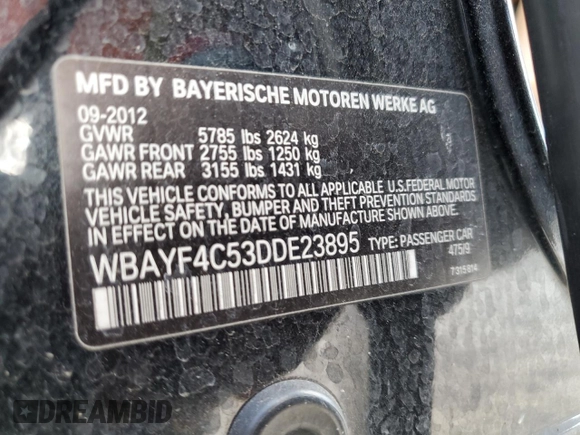 MFD BY BAYERISCHE MOTOREN WERKE AG
09-2012
GVWR 5785 lbs 2624 kg
GAWR FRONT 2755 lbs 1250 kg
GAWR REAR 3155 lbs 1431 kg
THIS VEHICLE CONFORMS TO ALL APPLICABLE U.S.FEDERAL MOTOR
VEHICLE SAFETY, BUMPER AND THEFT PREVENTION STANDARDS
IN EFFECT ON THE DATE OF MANUFACTURE SHOWN ABOVE.
WBAYF4C53DDE23895 TYPE: PASSENGER CAR
475/9
7315814
DREAMBID